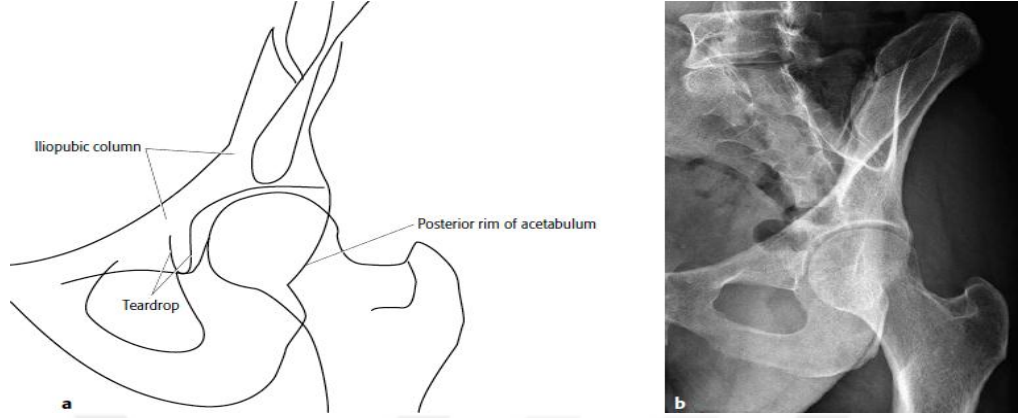 Iliopubic column
Posterior rim of acetabulum
Teardrop
a
b